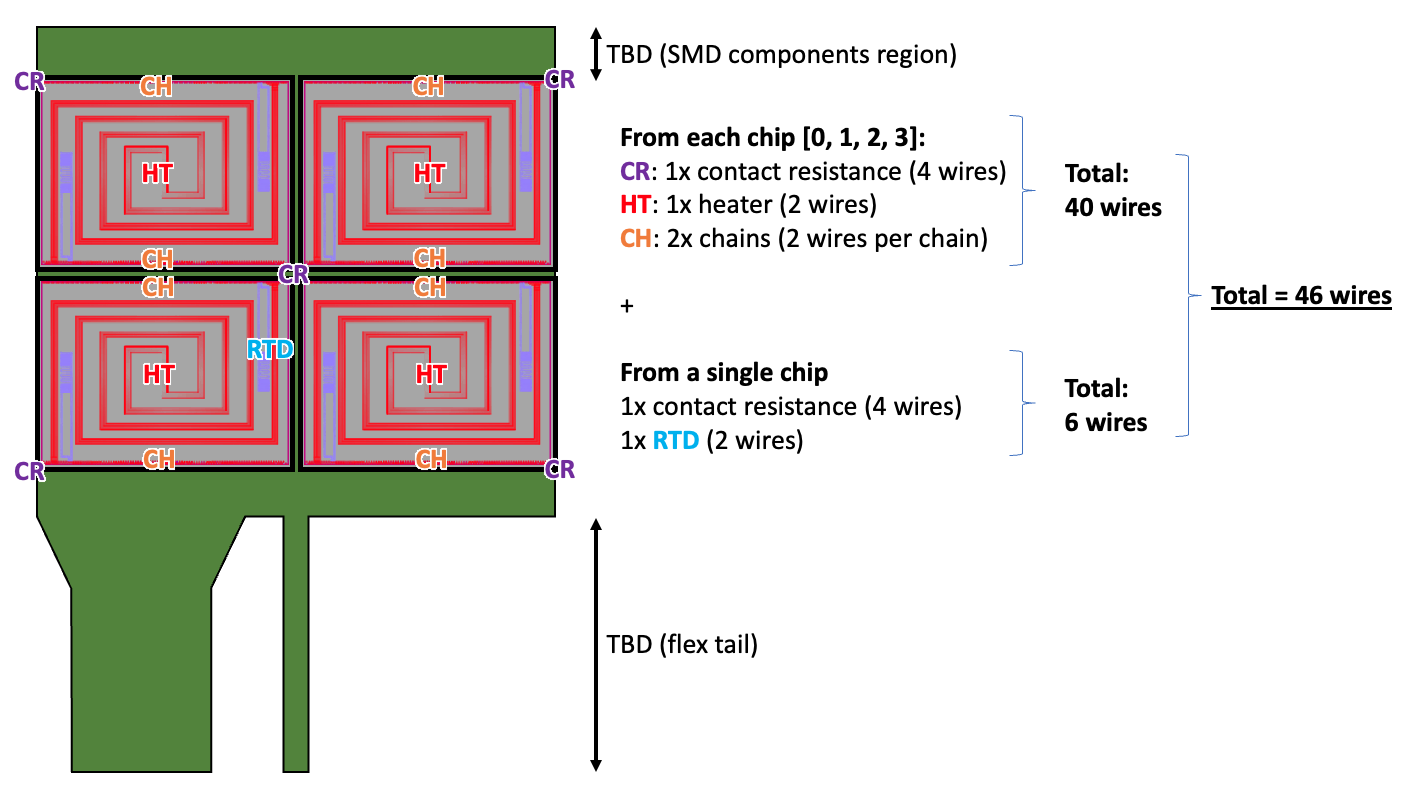 TBD (SMD components region)
CR
CH
CH
CR
From each chip [0, 1, 2, 3]:
CR: 1x contact resistance (4 wires)
HT: 1x heater (2 wires)
CH: 2x chains (2 wires per chain)
Total:
40 wires
HT
HT
CH
CH
CR
CH
CH
Total = 46 wires
+
RTD
HT
HT
From a single chip
1x contact resistance (4 wires)
1x RTD (2 wires)
Total:
6 wires
CH
CH
CR
CR
TBD (flex tail)